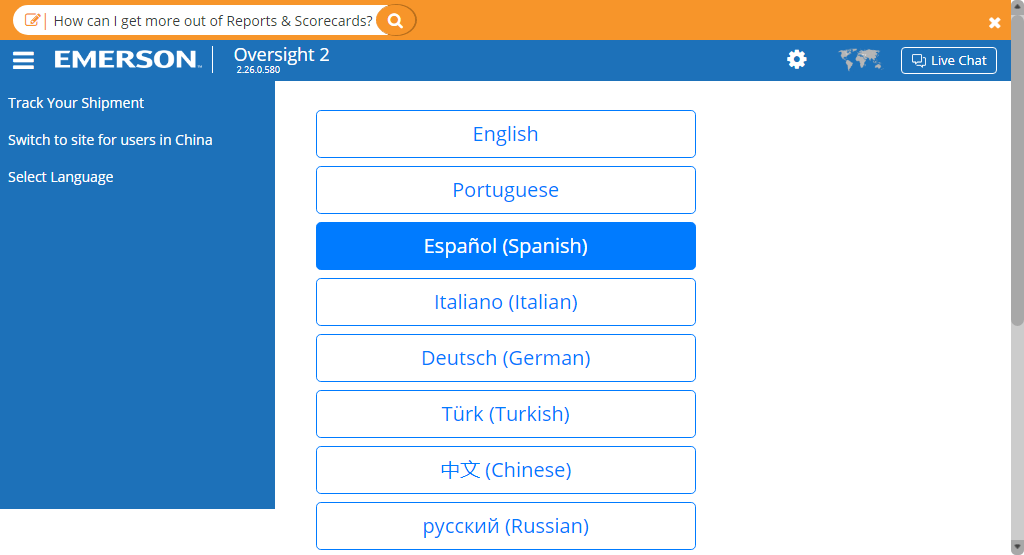 How can I get more out of Reports & Scorecards?
EMERSON™
Oversight 2
2.26.0.580
Live Chat
Track Your Shipment
Switch to site for users in China
Select Language
English
Portuguese
Español (Spanish)
Italiano (Italian)
Deutsch (German)
Türk (Turkish)
中文 (Chinese)
русский (Russian)